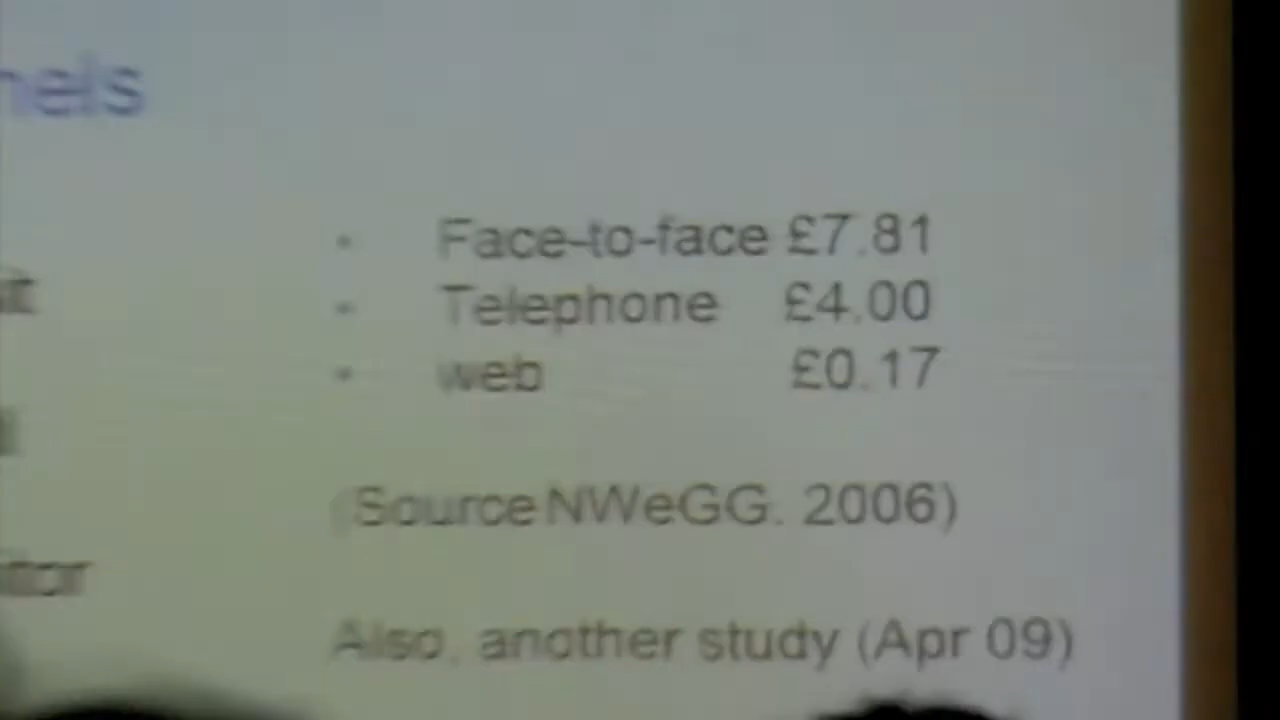 Face-to-face £7.81
Telephone £4.00
web £0.17
(Source NWeGG. 2006)
Also, another study (Apr 09)